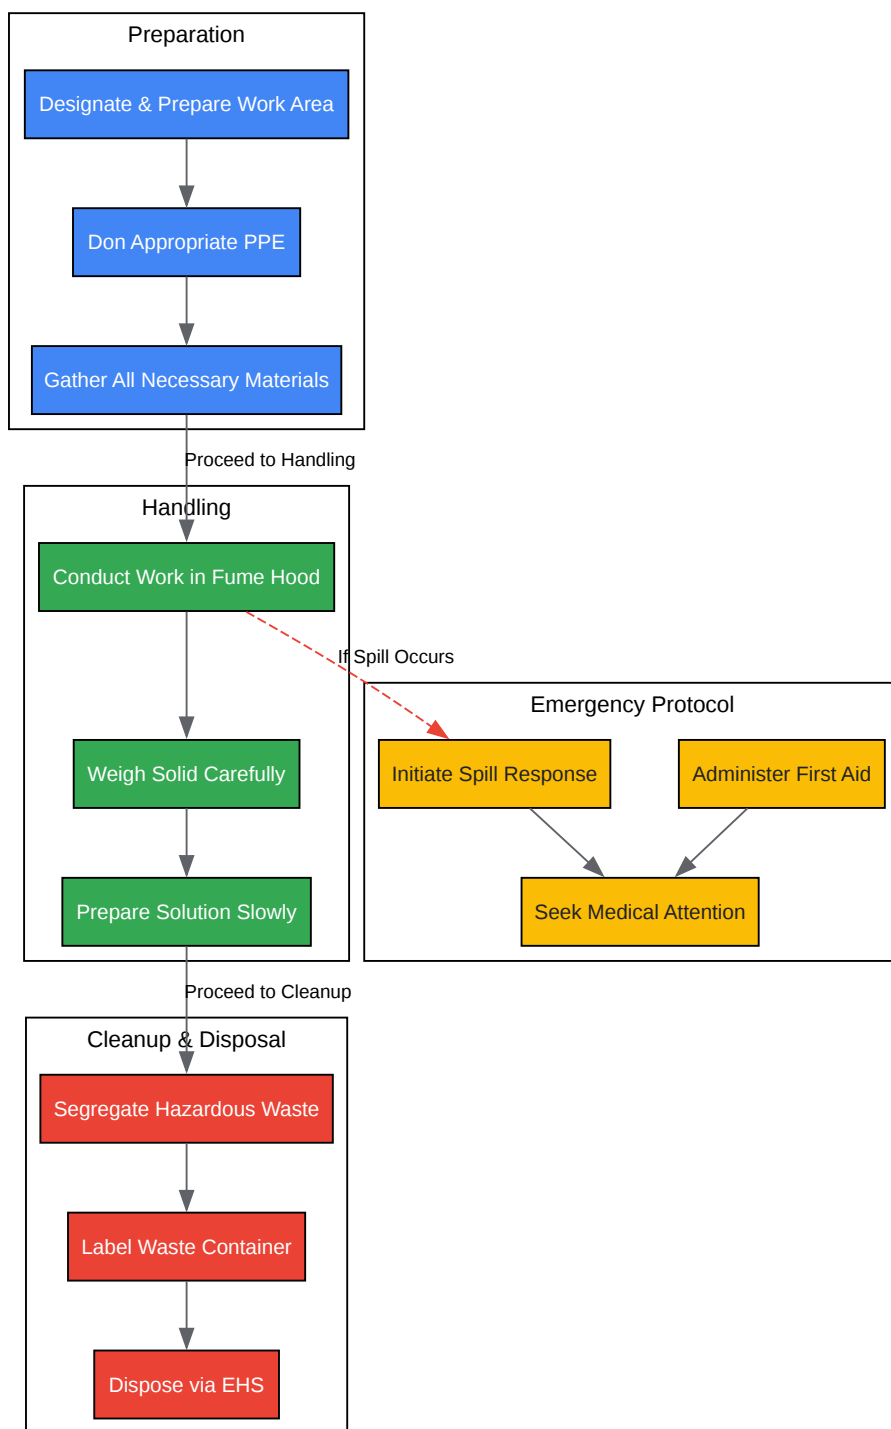 Preparation
Designate & Prepare Work Area
Don Appropriate PPE
Gather All Necessary Materials
Proceed to Handling
Handling
Conduct Work in Fume Hood
If Spill Occurs
Emergency Protocol
Weigh Solid Carefully
Initiate Spill Response
Administer First Aid
Prepare Solution Slowly
Seek Medical Attention
Proceed to Cleanup
Cleanup & Disposal
Segregate Hazardous Waste
Label Waste Container
Dispose via EHS